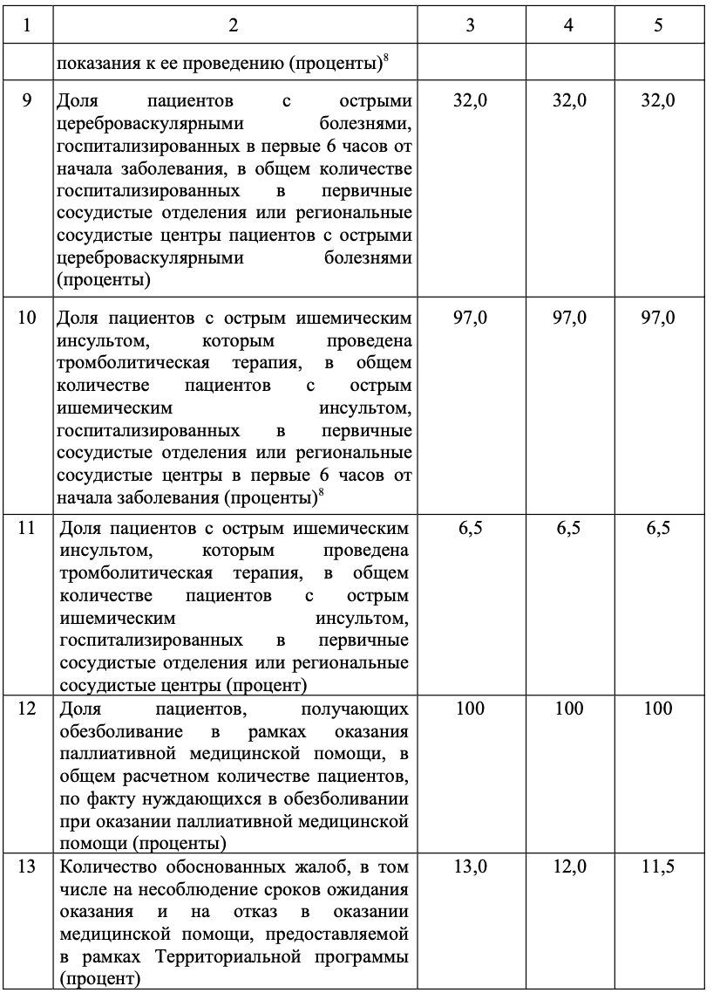 1 2 3 4 5
показания к ее проведению (проценты)8
9 Доля пациентов с острыми 32,0 32,0 32,0
цереброваскулярными болезнями,
госпитализированных в первые 6 часов от
начала заболевания, в общем количестве
госпитализированных в первичные
сосудистые отделения или региональные
сосудистые центры пациентов с острыми
цереброваскулярными болезнями
(проценты)
10 Доля пациентов с острым ишемическим 97,0 97,0 97,0
инсультом, которым проведена
тромболитическая терапия, в общем
количестве пациентов с острым
ишемическим инсультом,
госпитализированных в первичные
сосудистые отделения или региональные
сосудистые центры в первые 6 часов от
начала заболевания (проценты)8
11 Доля пациентов с острым ишемическим 6,5 6,5 6,5
инсультом, которым проведена
тромболитическая терапия, в общем
количестве пациентов с острым
ишемическим инсультом,
госпитализированных в первичные
сосудистые отделения или региональные
сосудистые центры (процент)
12 Доля пациентов, получающих 100 100 100
обезболивание в рамках оказания
паллиативной медицинской помощи, в
общем расчетном количестве пациентов,
по факту нуждающихся в обезболивании
при оказании паллиативной медицинской
помощи (проценты)
13 Количество обоснованных жалоб, в том 13,0 12,0 11,5
числе на несоблюдение сроков ожидания
оказания и на отказ в оказании
медицинской помощи, предоставляемой
в рамках Территориальной программы
(процент)